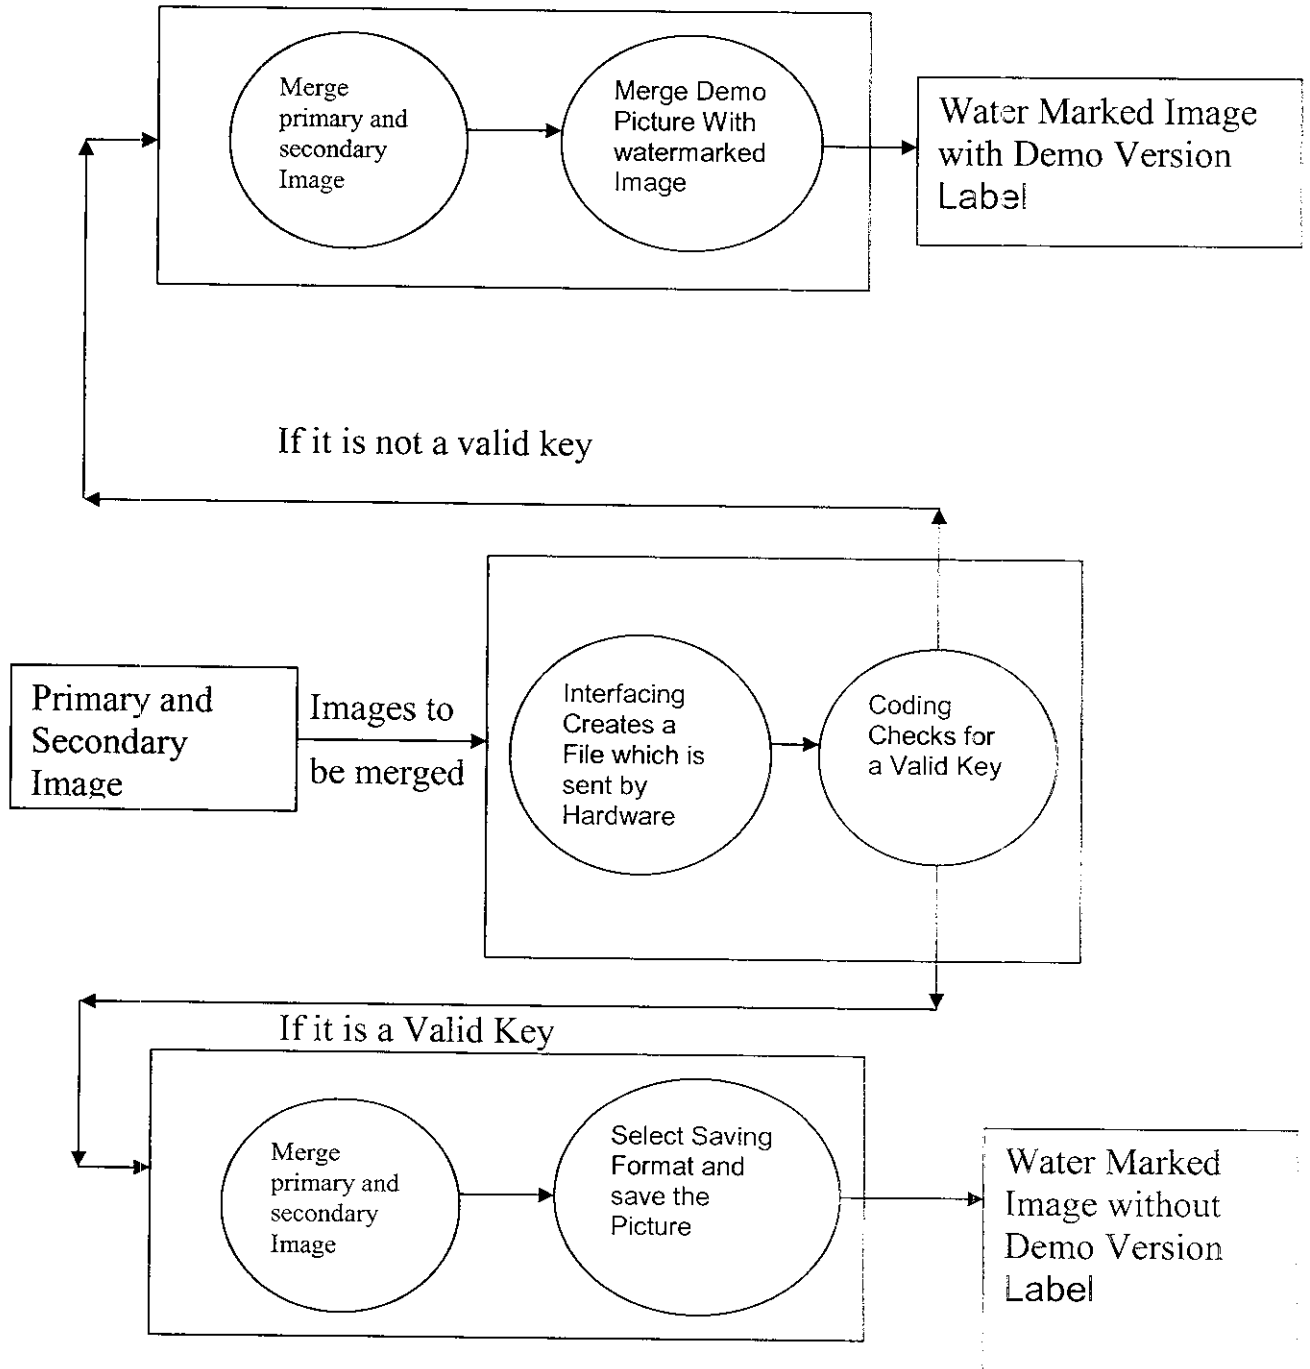 Merge
primary and
secondary
Image
Merge Demo
Picture With
watermarked
Image
Water Marked Image
with Demo Version
Label
If it is not a valid key
Primary and
Secondary
Image
Images to
be merged
Interfacing
Creates a
File which is
sent by
Hardware
Coding
Checks for
a Valid Key
If it is a Valid Key
Merge
primary and
secondary
Image
Select Saving
Format and
save the
Picture
Water Marked
Image without
Demo Version
Label